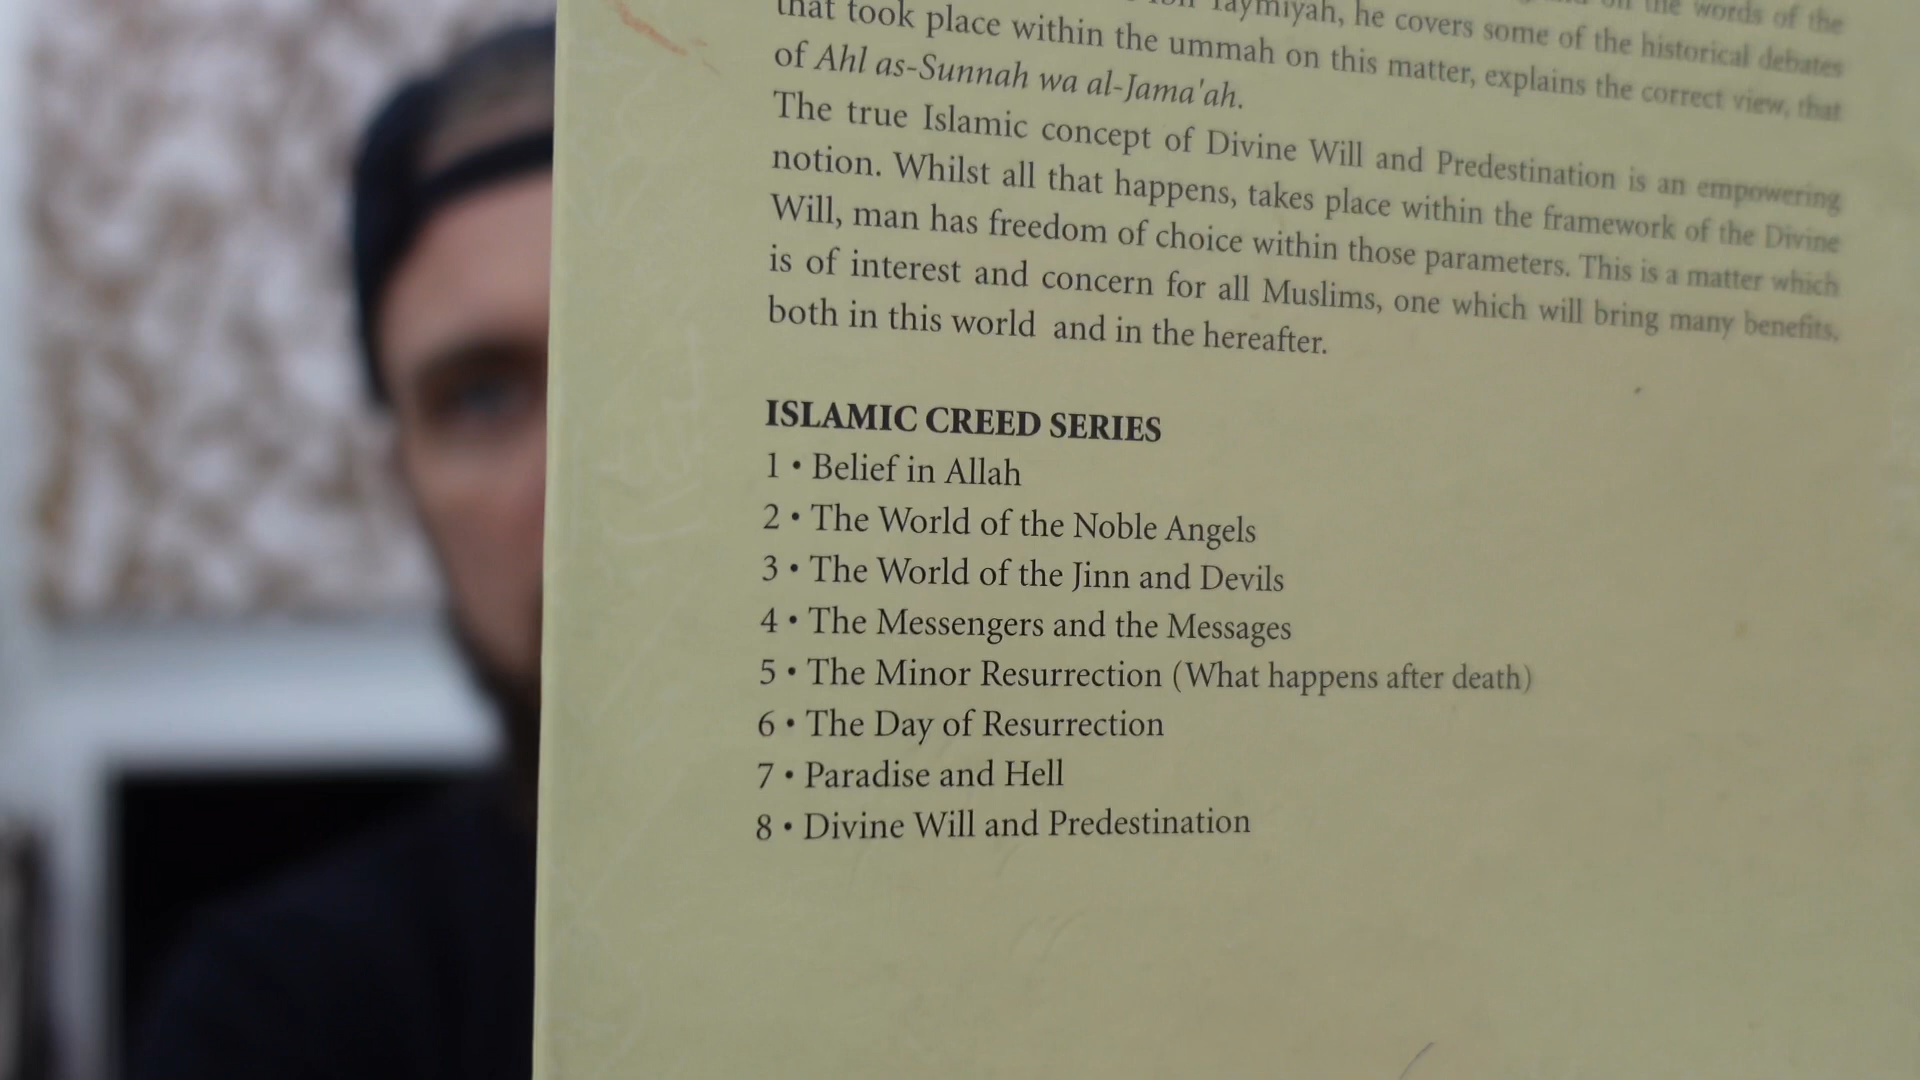 on the words of the
Taymiyah, he covers some of the historical debates
that took place within the ummah on this matter, explains the correct view, that
of Ahl as-Sunnah wa al-Jama'ah.
The true Islamic concept of Divine Will and Predestination is an empowering
notion. Whilst all that happens, takes place within the framework of the Divine
Will, man has freedom of choice within those parameters. This is a matter which
is of interest and concern for all Muslims, one which will bring many benefits,
both in this world and in the hereafter.
ISLAMIC CREED SERIES
1 • Belief in Allah
2 • The World of the Noble Angels
3 • The World of the Jinn and Devils
4 • The Messengers and the Messages
5 • The Minor Resurrection (What happens after death)
6 • The Day of Resurrection
7 • Paradise and Hell
8 • Divine Will and Predestination